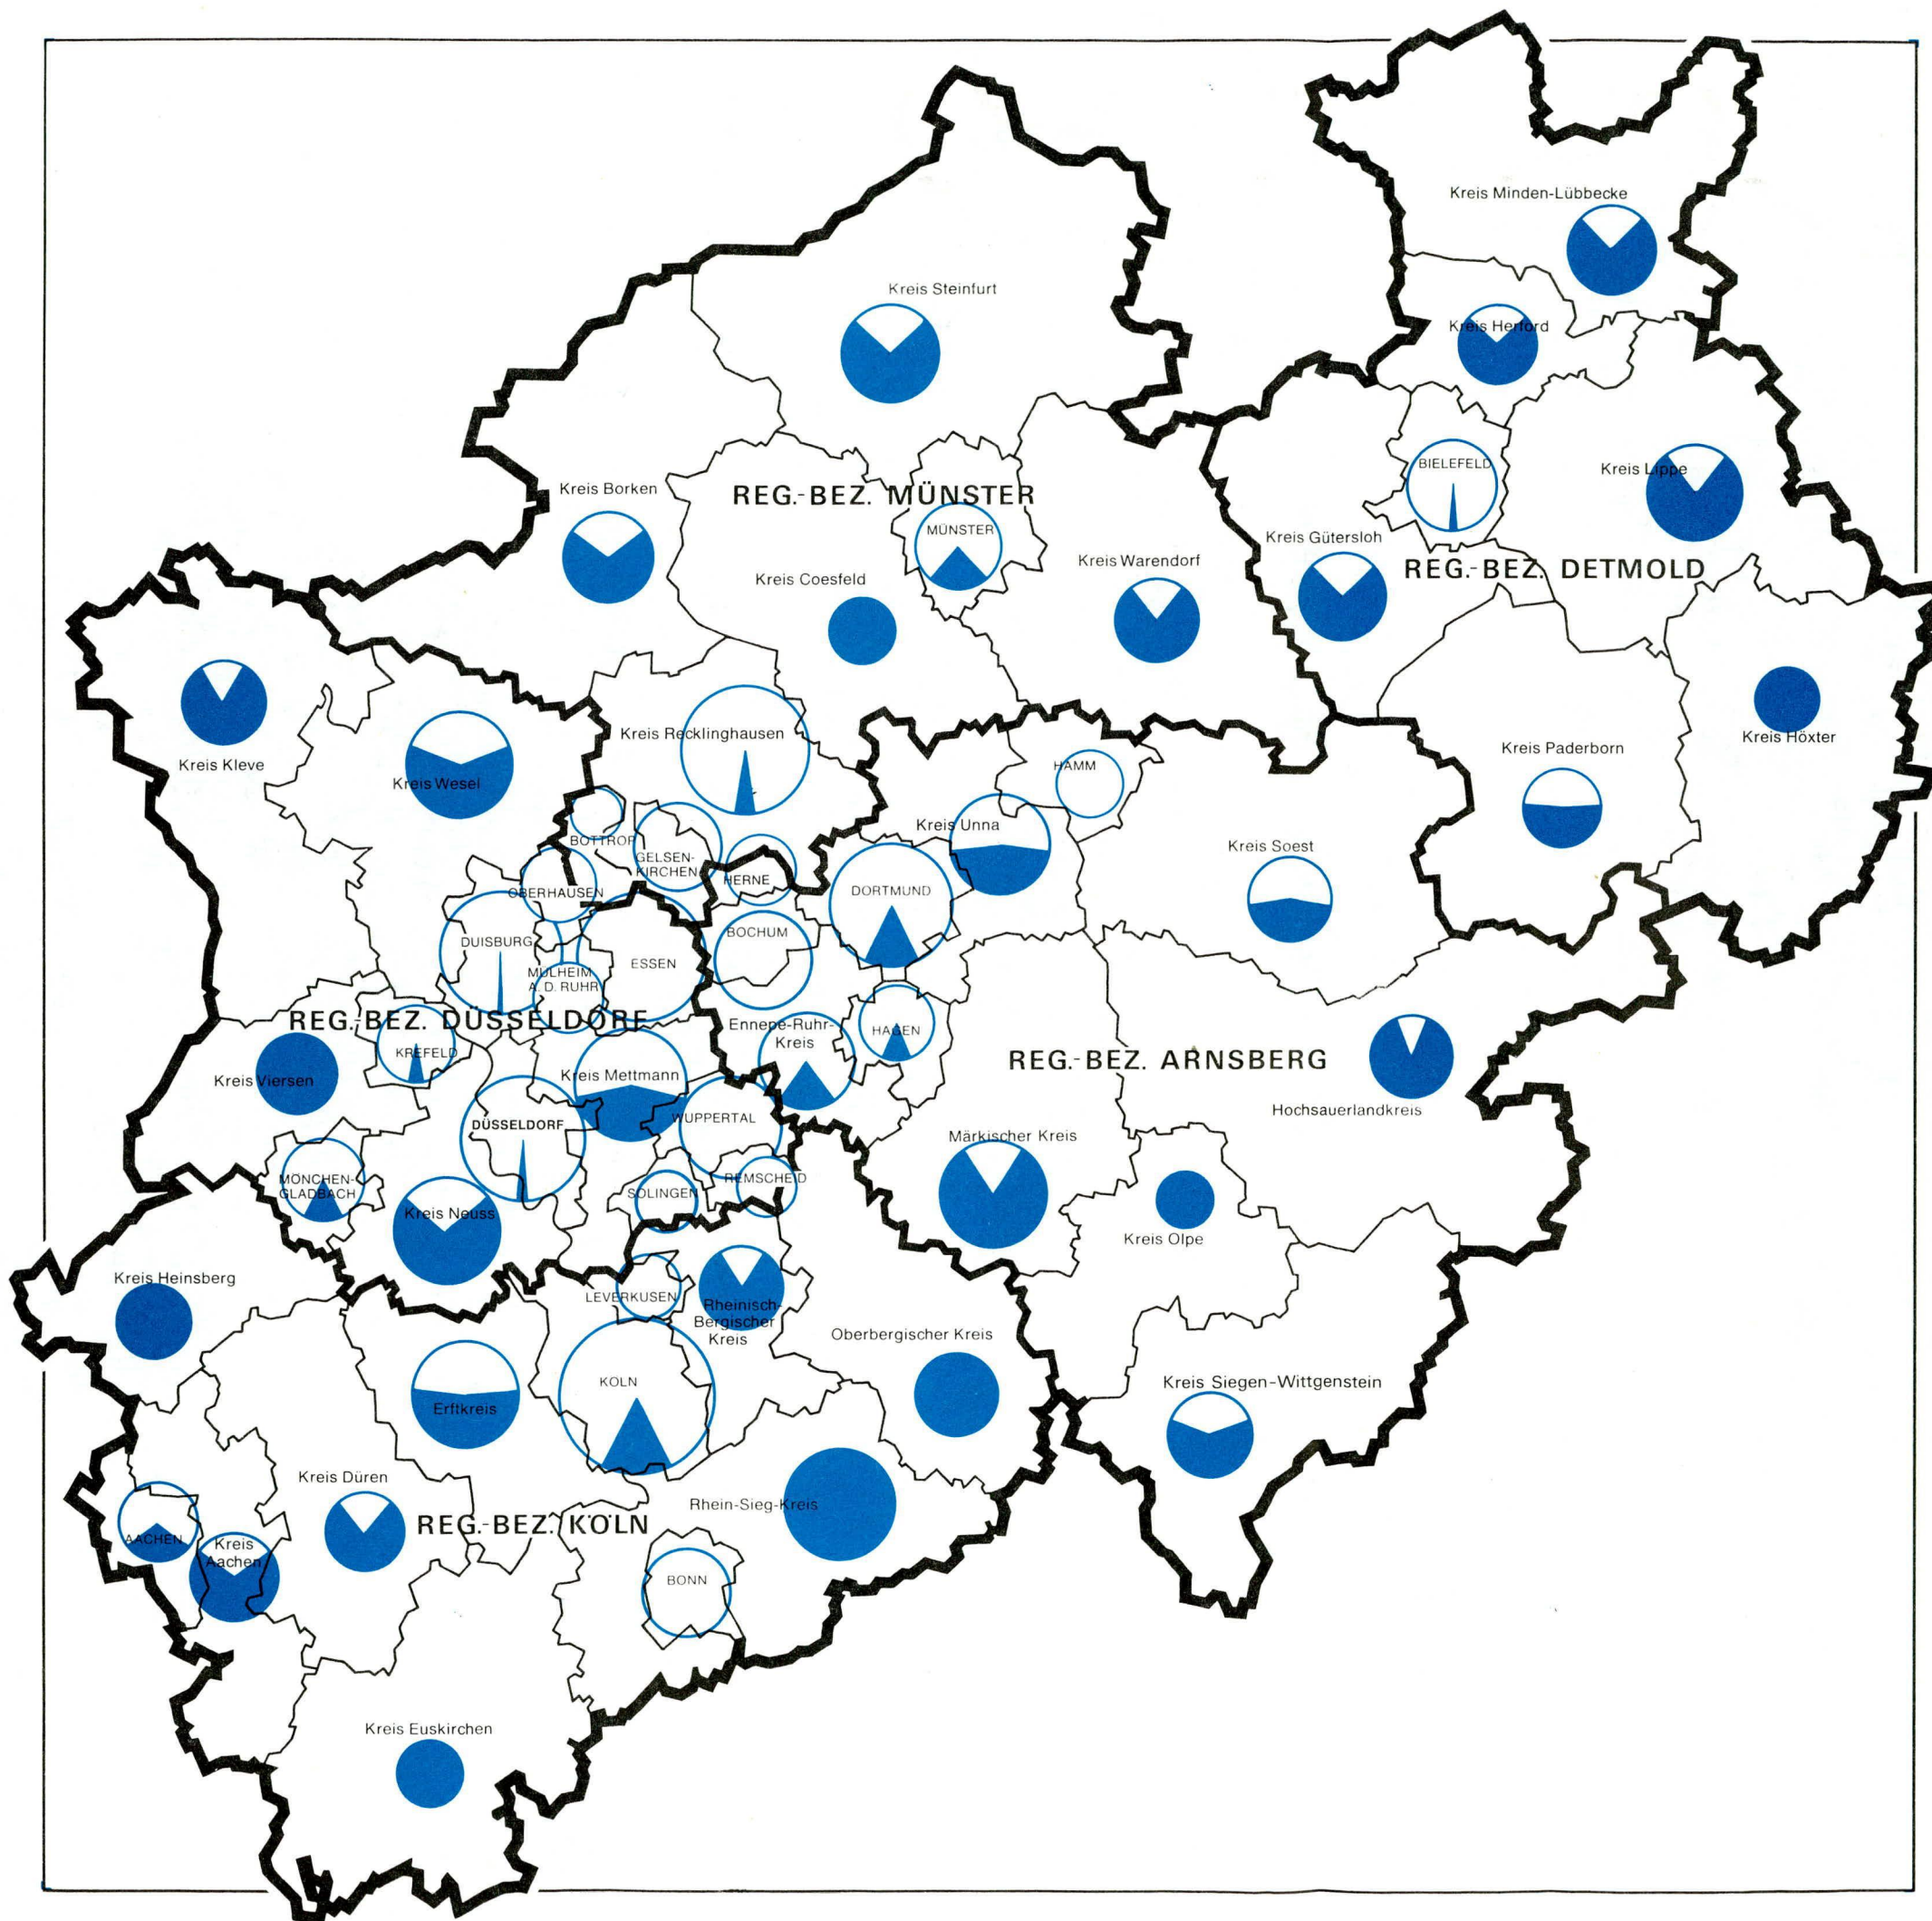 Kreis Minden-Lübbecke
Kreis Steinfurt
Kreis Herford
BIELEFELD
Kreis Lippe
Kreis Borken
REG.-BEZ. MÜNSTER
MÜNSTER
Kreis Gütersloh
REG.-BEZ. DETMOLD
Kreis Warendorf
Kreis Coesfeld
Kreis Recklinghausen
Kreis Höxter
Kreis Paderborn
Kreis Kleve
HAMM
Kreis Wesel
Kreis Unna
BOTTROP
Kreis Soest
GELSEN-
KIRCHEN
HERNE
OBERHAUSEN
DORTMUND
BOCHUM
DUISBURG
ESSEN
MÜLHEIM
A. D. RUHR
REG.-BEZ. DÜSSELDORF
Ennepe-Ruhr-
Kreis
HAGEN
KREFELD
REG.-BEZ. ARNSBERG
Kreis Mettmann
Kreis Viersen
Hochsauerlandkreis
WUPPERTAL
DÜSSELDORF
Märkischer Kreis
MÖNCHEN-
GLADBACH
REMSCHEID
SOLINGEN
Kreis Neuss
Kreis Olpe
Kreis Heinsberg
LEVERKUSEN
Rheinisch-
Bergischer
Kreis
Oberbergischer Kreis
KÖLN
Kreis Siegen-Wittgenstein
Erftkreis
Kreis Düren
Rhein-Sieg-Kreis
REG.-BEZ. KÖLN
AACHEN
Kreis
Aachen
BONN
Kreis Euskirchen